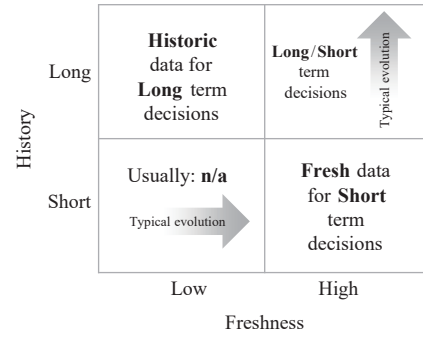 Historic
data for
Long term
decisions
Long/Short
term
decisions
Typical evolution
Long
History
Usually: n/a
Typical evolution
Fresh data
for Short
term
decisions
Short
Low
High
Freshness